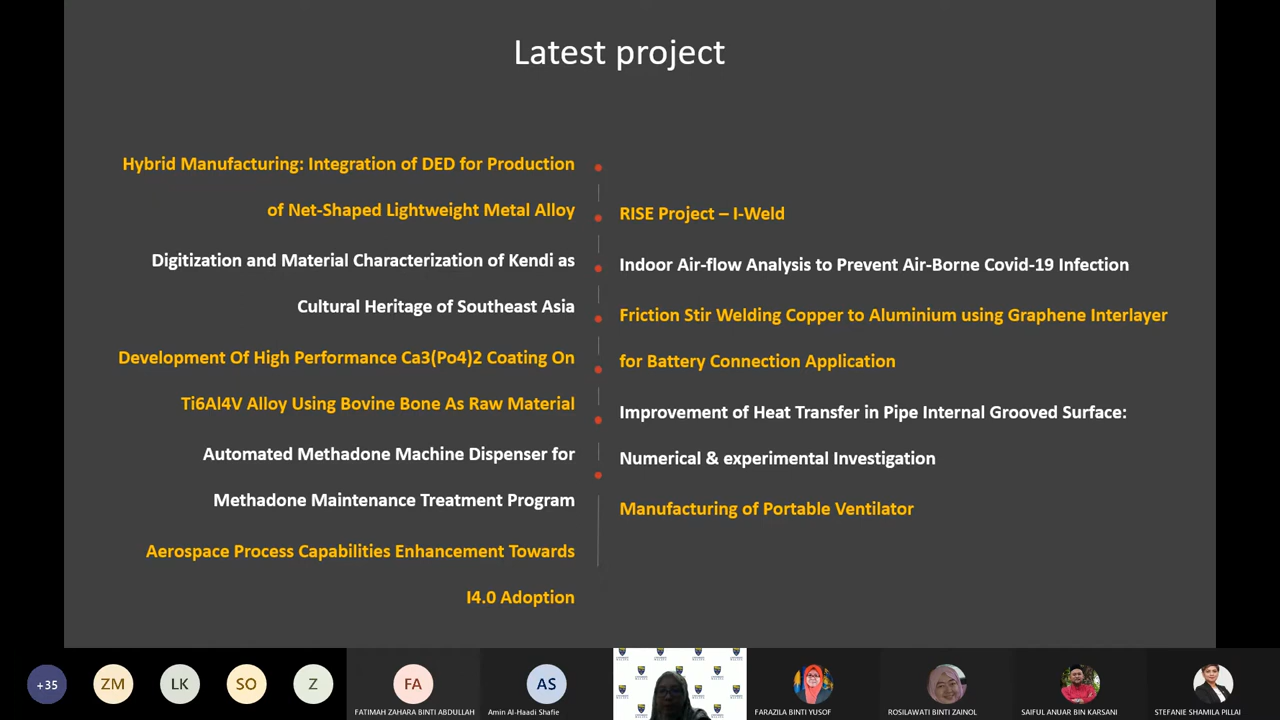 Latest project
Hybrid Manufacturing: Integration of DED for Production
of Net-Shaped Lightweight Metal Alloy
Digitization and Material Characterization of Kendi as
Cultural Heritage of Southeast Asia
Development Of High Performance Ca3(Po4)2 Coating On
Ti6Al4V Alloy Using Bovine Bone As Raw Material
Automated Methadone Machine Dispenser for
Methadone Maintenance Treatment Program
Aerospace Process Capabilities Enhancement Towards
I4.0 Adoption
RISE Project – I-Weld
Indoor Air-flow Analysis to Prevent Air-Borne Covid-19 Infection
Friction Stir Welding Copper to Aluminium using Graphene Interlayer
for Battery Connection Application
Improvement of Heat Transfer in Pipe Internal Grooved Surface:
Numerical & experimental Investigation
Manufacturing of Portable Ventilator
+35
ZM
LK
SO
Z
FA
FATIMAH ZAHARA BINTI ABDULLAH
AS
Amin Al-Haadi Shafie
FARAZILA BINTI YUSOF
ROSILAWATI BINTI ZAINOL
SAIFUL ANUAR BIN KARSANI
STEFANIE SHAMILA PILLAI